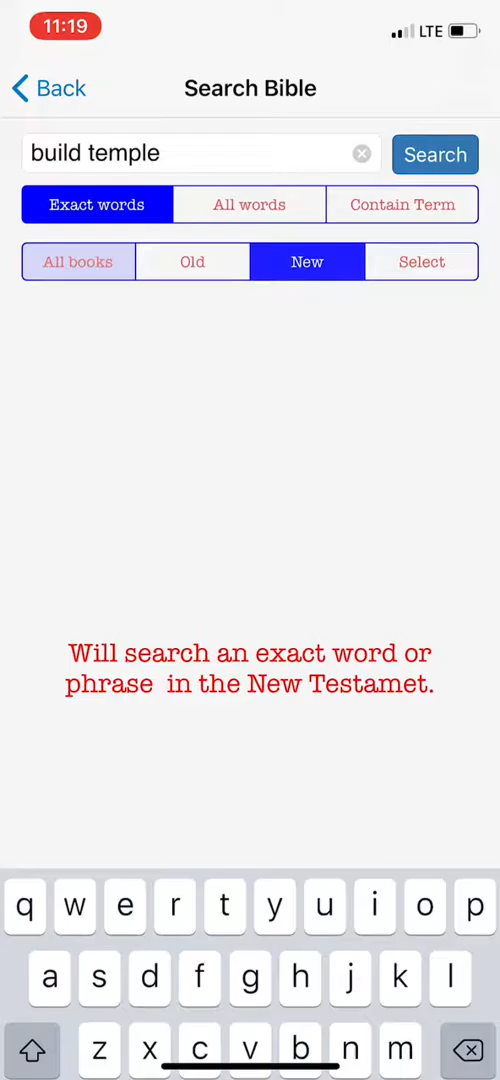 11:19 LTE
Back Search Bible
build temple Search
Exact words All words Contain Term
All books Old New Select
Will search an exact word or
phrase in the New Testamet.
q w e r t y u i o p
a s d f g h j k l
z x c v b n m